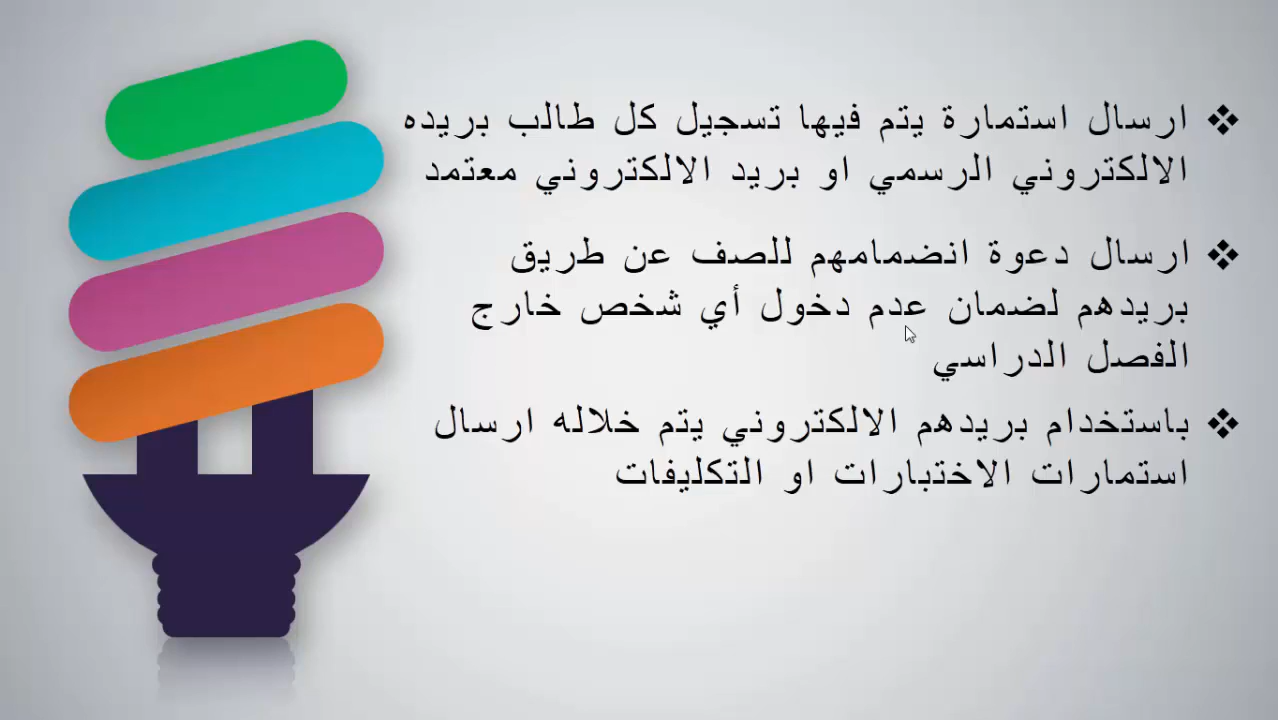 ❖ ارسال استمارة يتم فيها تسجيل كل طالب بريده
الالكتروني الرسمي او بريد الالكتروني معتمد
❖ ارسال دعوة انضمامهم للصف عن طريق
بريدهم لضمان عدم دخول أي شخص خارج
الفصل الدراسي
❖ باستخدام بريدهم الالكتروني يتم خلاله ارسال
استمارات الاختبارات او التكليفات